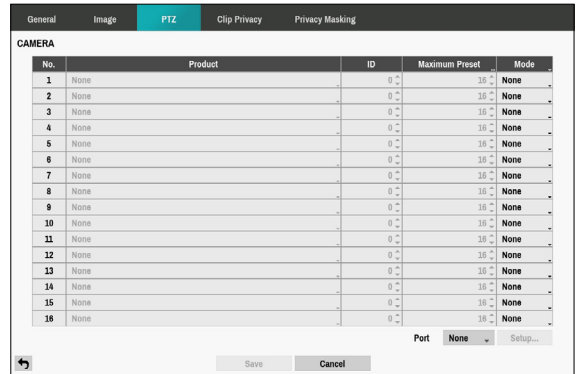 General Image PTZ Clip Privacy Privacy Masking
CAMERA
No. Product ID Maximum Preset Mode
1 None 0 16 None
2 None 0 16 None
3 None 0 16 None
4 None 0 16 None
5 None 0 16 None
6 None 0 16 None
7 None 0 16 None
8 None 0 16 None
9 None 0 16 None
10 None 0 16 None
11 None 0 16 None
12 None 0 16 None
13 None 0 16 None
14 None 0 16 None
15 None 0 16 None
16 None 0 16 None
Port None Setup...
Save Cancel